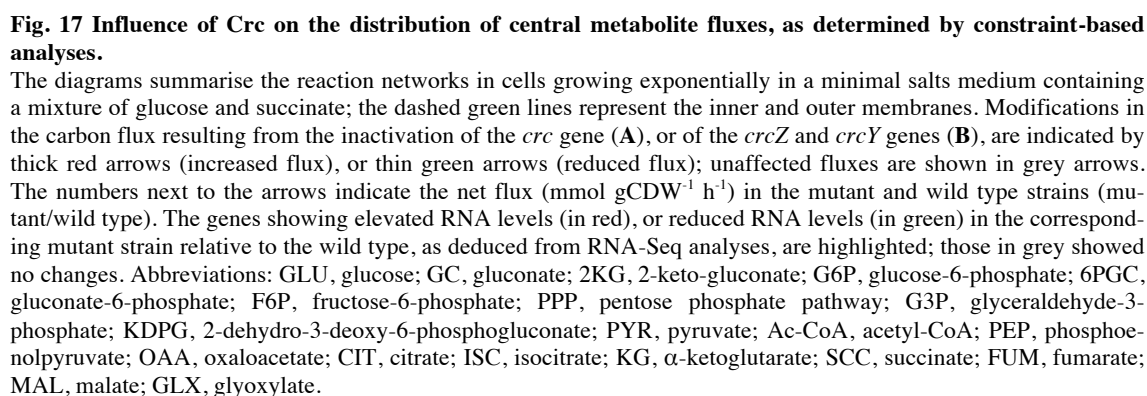 Fig. 17 Influence of Crc on the distribution of central metabolite fluxes, as determined by constraint-based
analyses.
The diagrams summarise the reaction networks in cells growing exponentially in a minimal salts medium containing
a mixture of glucose and succinate; the dashed green lines represent the inner and outer membranes. Modifications in
the carbon flux resulting from the inactivation of the crc gene (A), or of the crcZ and crcY genes (B), are indicated by
thick red arrows (increased flux), or thin green arrows (reduced flux); unaffected fluxes are shown in grey arrows.
The numbers next to the arrows indicate the net flux (mmol gCDW⁻¹ h⁻¹) in the mutant and wild type strains (mu-
tant/wild type). The genes showing elevated RNA levels (in red), or reduced RNA levels (in green) in the correspond-
ing mutant strain relative to the wild type, as deduced from RNA-Seq analyses, are highlighted; those in grey showed
no changes. Abbreviations: GLU, glucose; GC, gluconate; 2KG, 2-keto-gluconate; G6P, glucose-6-phosphate; 6PGC,
gluconate-6-phosphate; F6P, fructose-6-phosphate; PPP, pentose phosphate pathway; G3P, glyceraldehyde-3-
phosphate; KDPG, 2-dehydro-3-deoxy-6-phosphogluconate; PYR, pyruvate; Ac-CoA, acetyl-CoA; PEP, phosphoe-
nolpyruvate; OAA, oxaloacetate; CIT, citrate; ISC, isocitrate; KG, α-ketoglutarate; SCC, succinate; FUM, fumarate;
MAL, malate; GLX, glyoxylate.